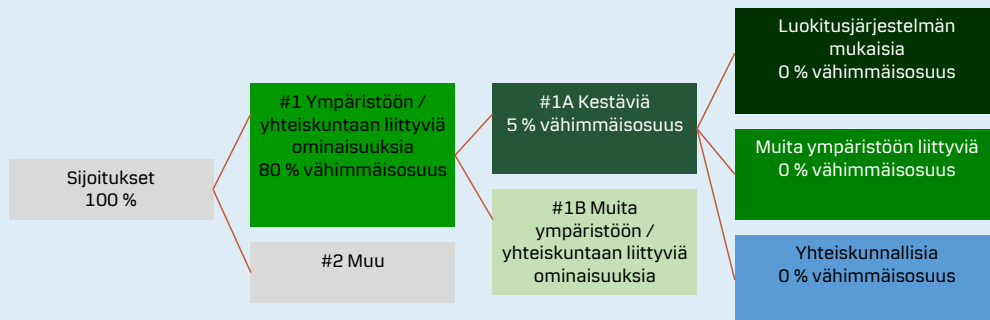 Sijoitukset
100 %
#1 Ympäristöön /
yhteiskuntaan liittyviä
ominaisuuksia
80 % vähimmäisosuus
#2 Muu
#1A Kestäviä
5 % vähimmäisosuus
#1B Muita
ympäristöön /
yhteiskuntaan liittyviä
ominaisuuksia
Luokitusjärjestelmän
mukaisia
0 % vähimmäisosuus
Muita ympäristöön liittyviä
0 % vähimmäisosuus
Yhteiskunnallisia
0 % vähimmäisosuus